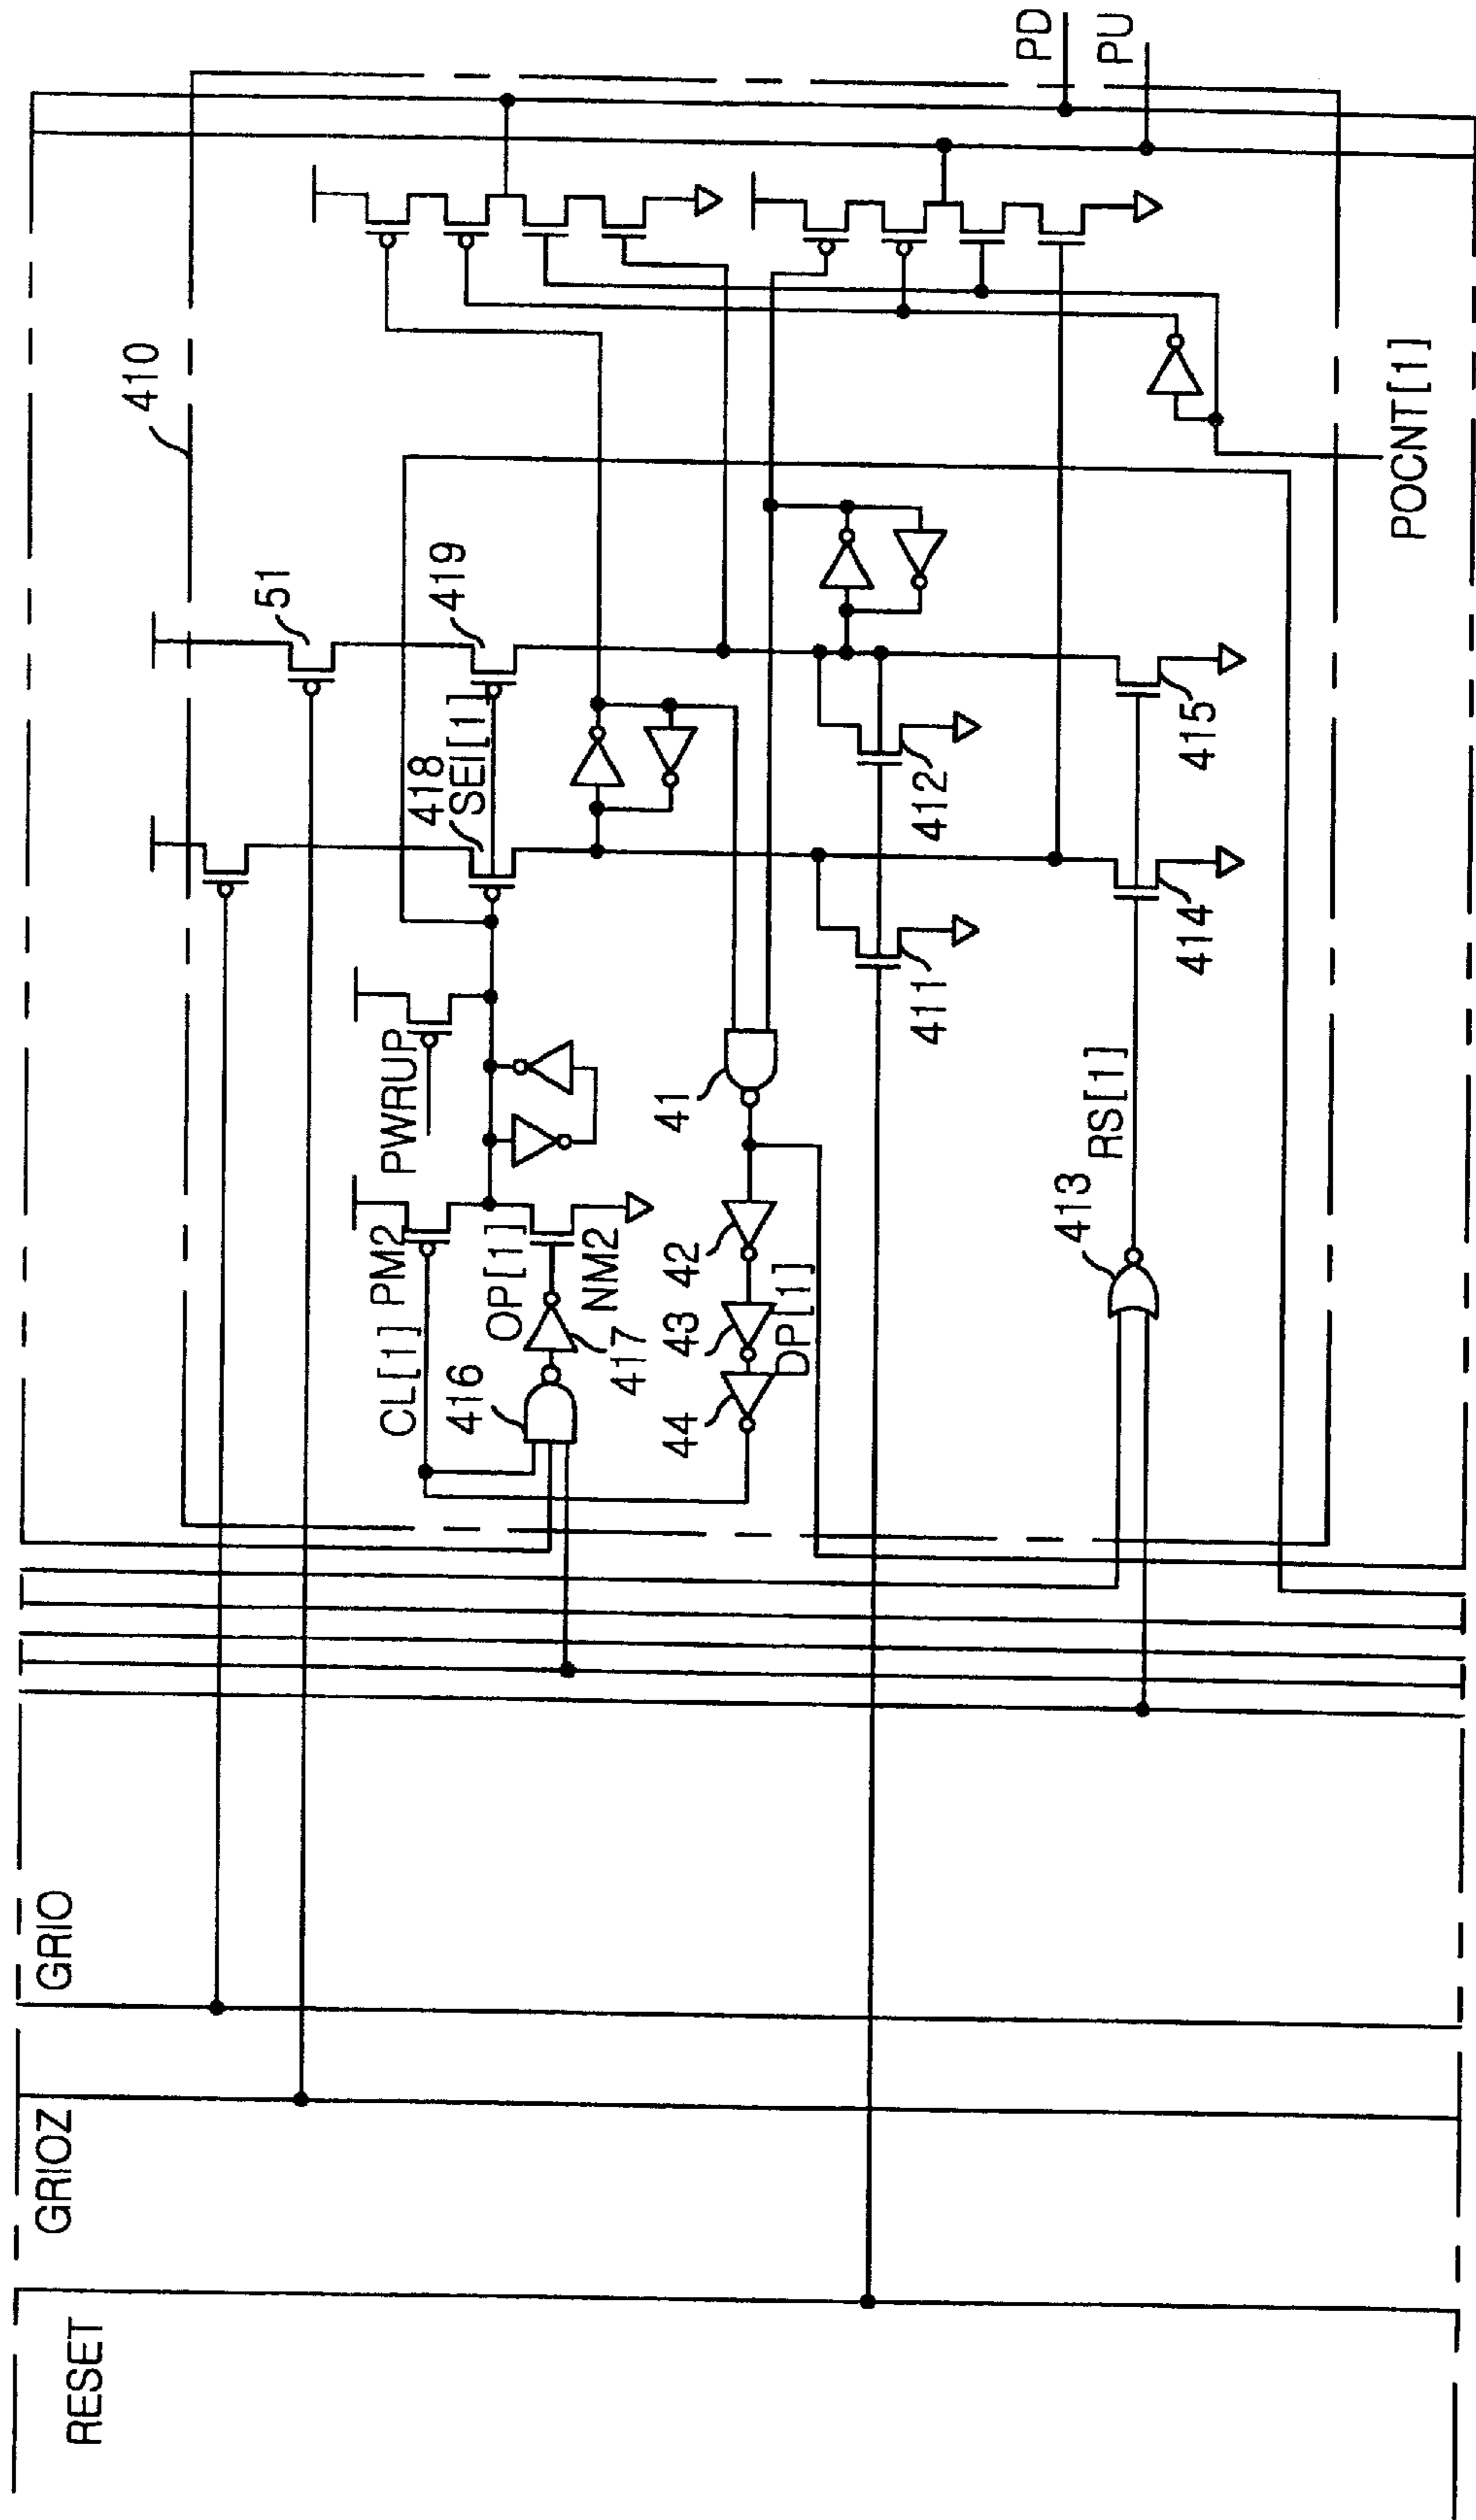 PD
PU
410
POCNT[1]
51
419
418
SEI[1]
412
415
411
414
PWRUP
41
RS[1]
413
PM2
CL[1]
OP[1]
NM2
417
416
42
43
DP[1]
44
GRIO
GRIOZ
RESET